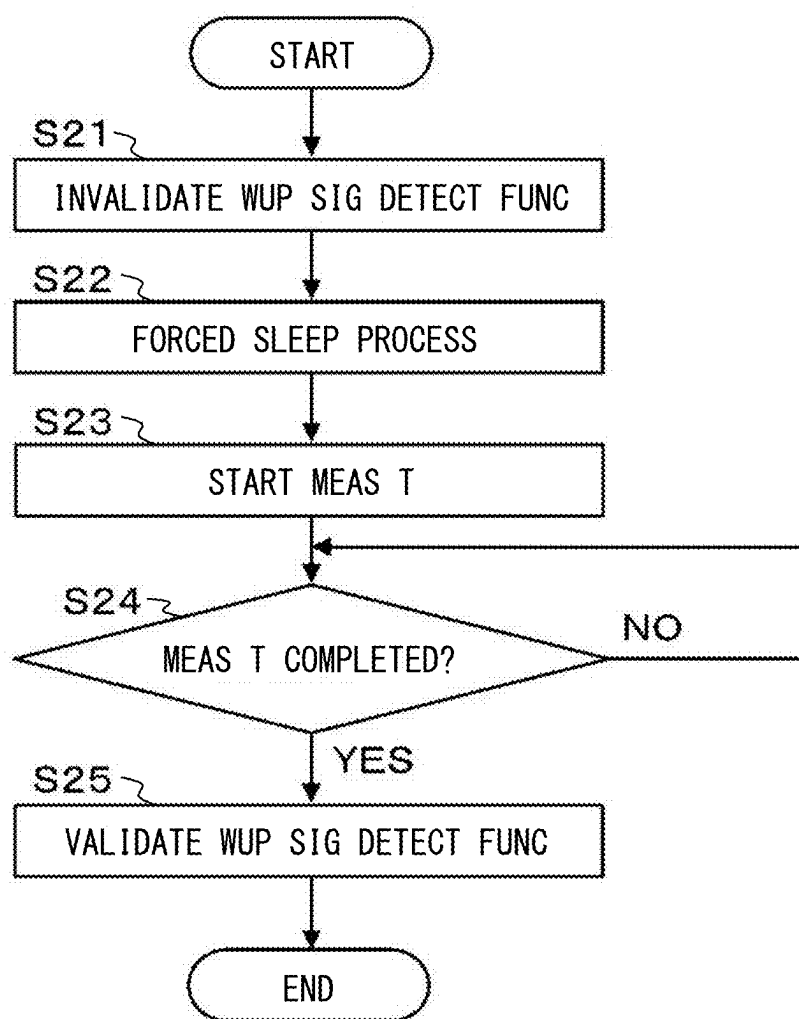 START
S21
INVALIDATE WUP SIG DETECT FUNC
S22
FORCED SLEEP PROCESS
S23
START MEAS T
S24
MEAS T COMPLETED?
NO
YES
S25
VALIDATE WUP SIG DETECT FUNC
END